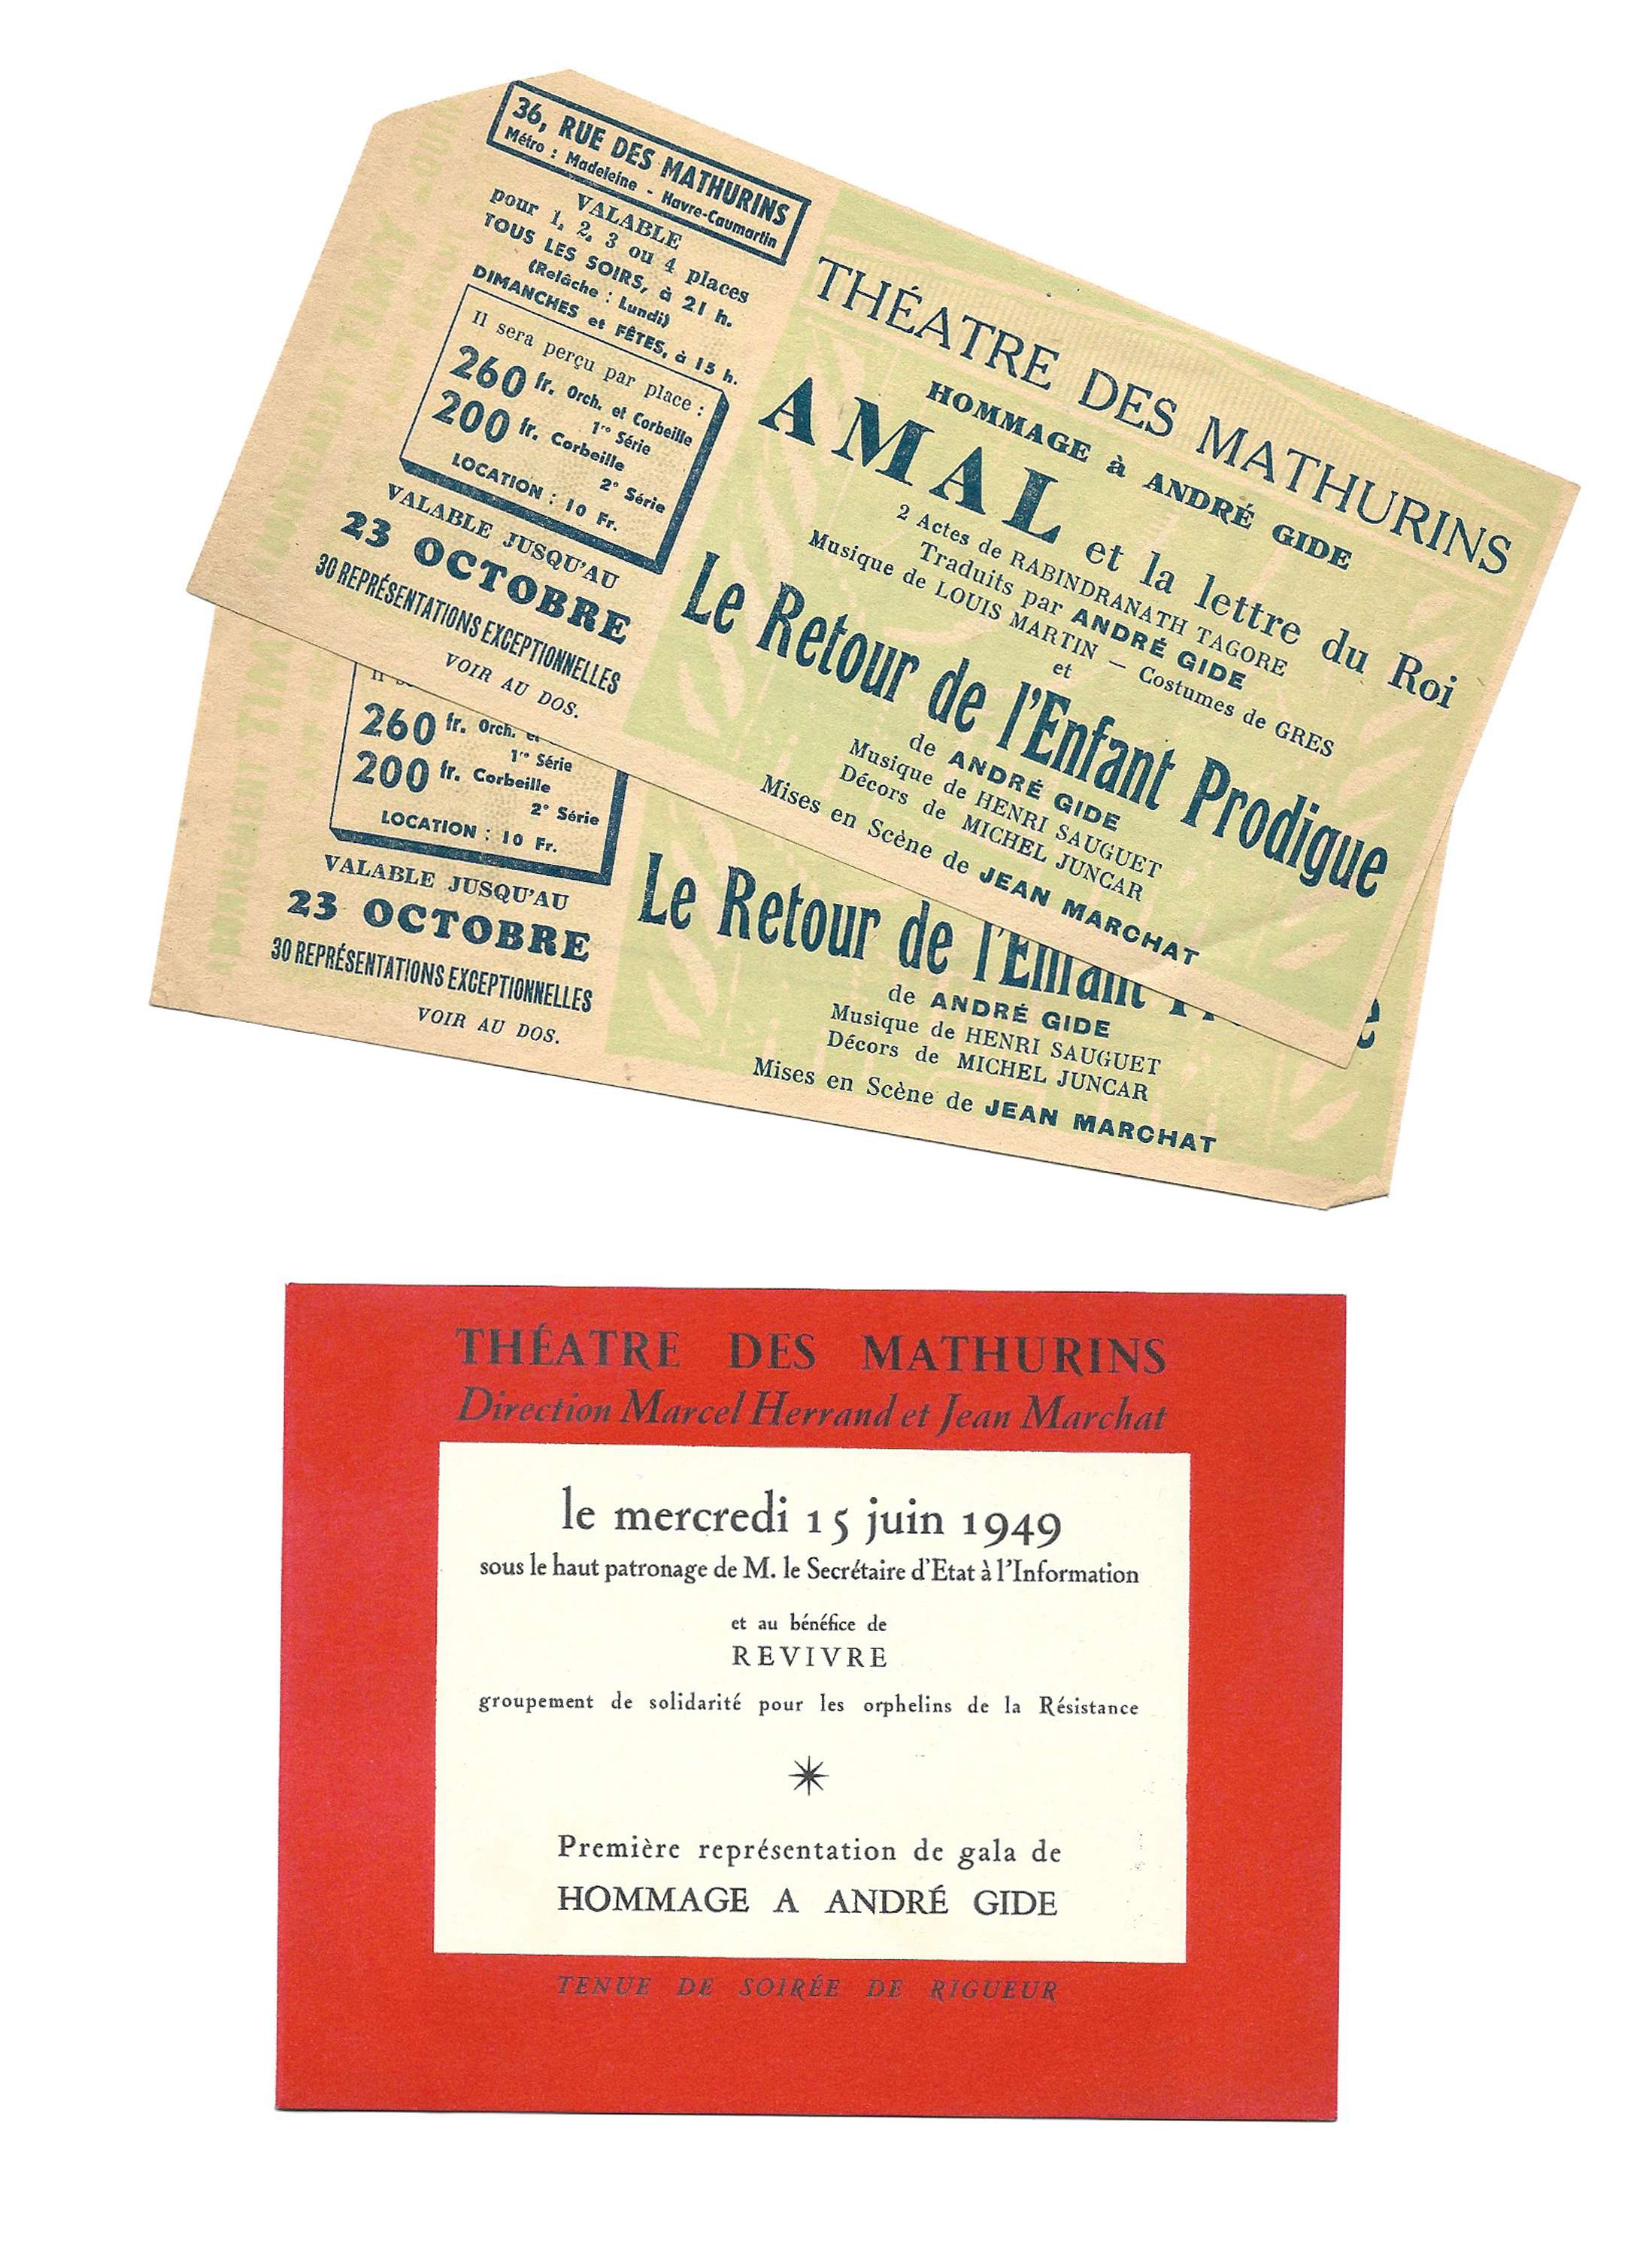 36, RUE DES MATHURINS
Métro : Madeleine - Havre-Caumartin
VALABLE
pour 1, 2, 3 ou 4 places
TOUS LES SOIRS, à 21 h.
(Relâche : Lundi)
DIMANCHES et FÊTES, à 15 h.
Il sera perçu par place :
260 fr. Orch. et Corbeille
1re Série
200 fr. Corbeille
2e Série
LOCATION : 10 Fr.
VALABLE JUSQU'AU
23 OCTOBRE
30 REPRÉSENTATIONS EXCEPTIONNELLES
VOIR AU DOS.
THÉATRE DES MATHURINS
HOMMAGE à ANDRÉ GIDE
AMAL et la lettre du Roi
2 Actes de RABINDRANATH TAGORE
Traduits par ANDRÉ GIDE
Musique de LOUIS MARTIN — Costumes de GRES
et
Le Retour de l'Enfant Prodigue
de ANDRÉ GIDE
Musique de HENRI SAUGUET
Décors de MICHEL JUNCAR
Mises en Scène de JEAN MARCHAT
260 fr. Orch.
1re Série
200 fr. Corbeille
2e Série
LOCATION : 10 Fr.
VALABLE JUSQU'AU
23 OCTOBRE
30 REPRÉSENTATIONS EXCEPTIONNELLES
VOIR AU DOS.
Le Retour de l'Enfant
de ANDRÉ GIDE
Musique de HENRI SAUGUET
Décors de MICHEL JUNCAR
Mises en Scène de JEAN MARCHAT
THÉATRE DES MATHURINS
Direction Marcel Herrand et Jean Marchat
le mercredi 15 juin 1949
sous le haut patronage de M. le Secrétaire d'Etat à l'Information
et au bénéfice de
REVIVRE
groupement de solidarité pour les orphelins de la Résistance
Première représentation de gala de
HOMMAGE A ANDRÉ GIDE
TENUE DE SOIRÉE DE RIGUEUR